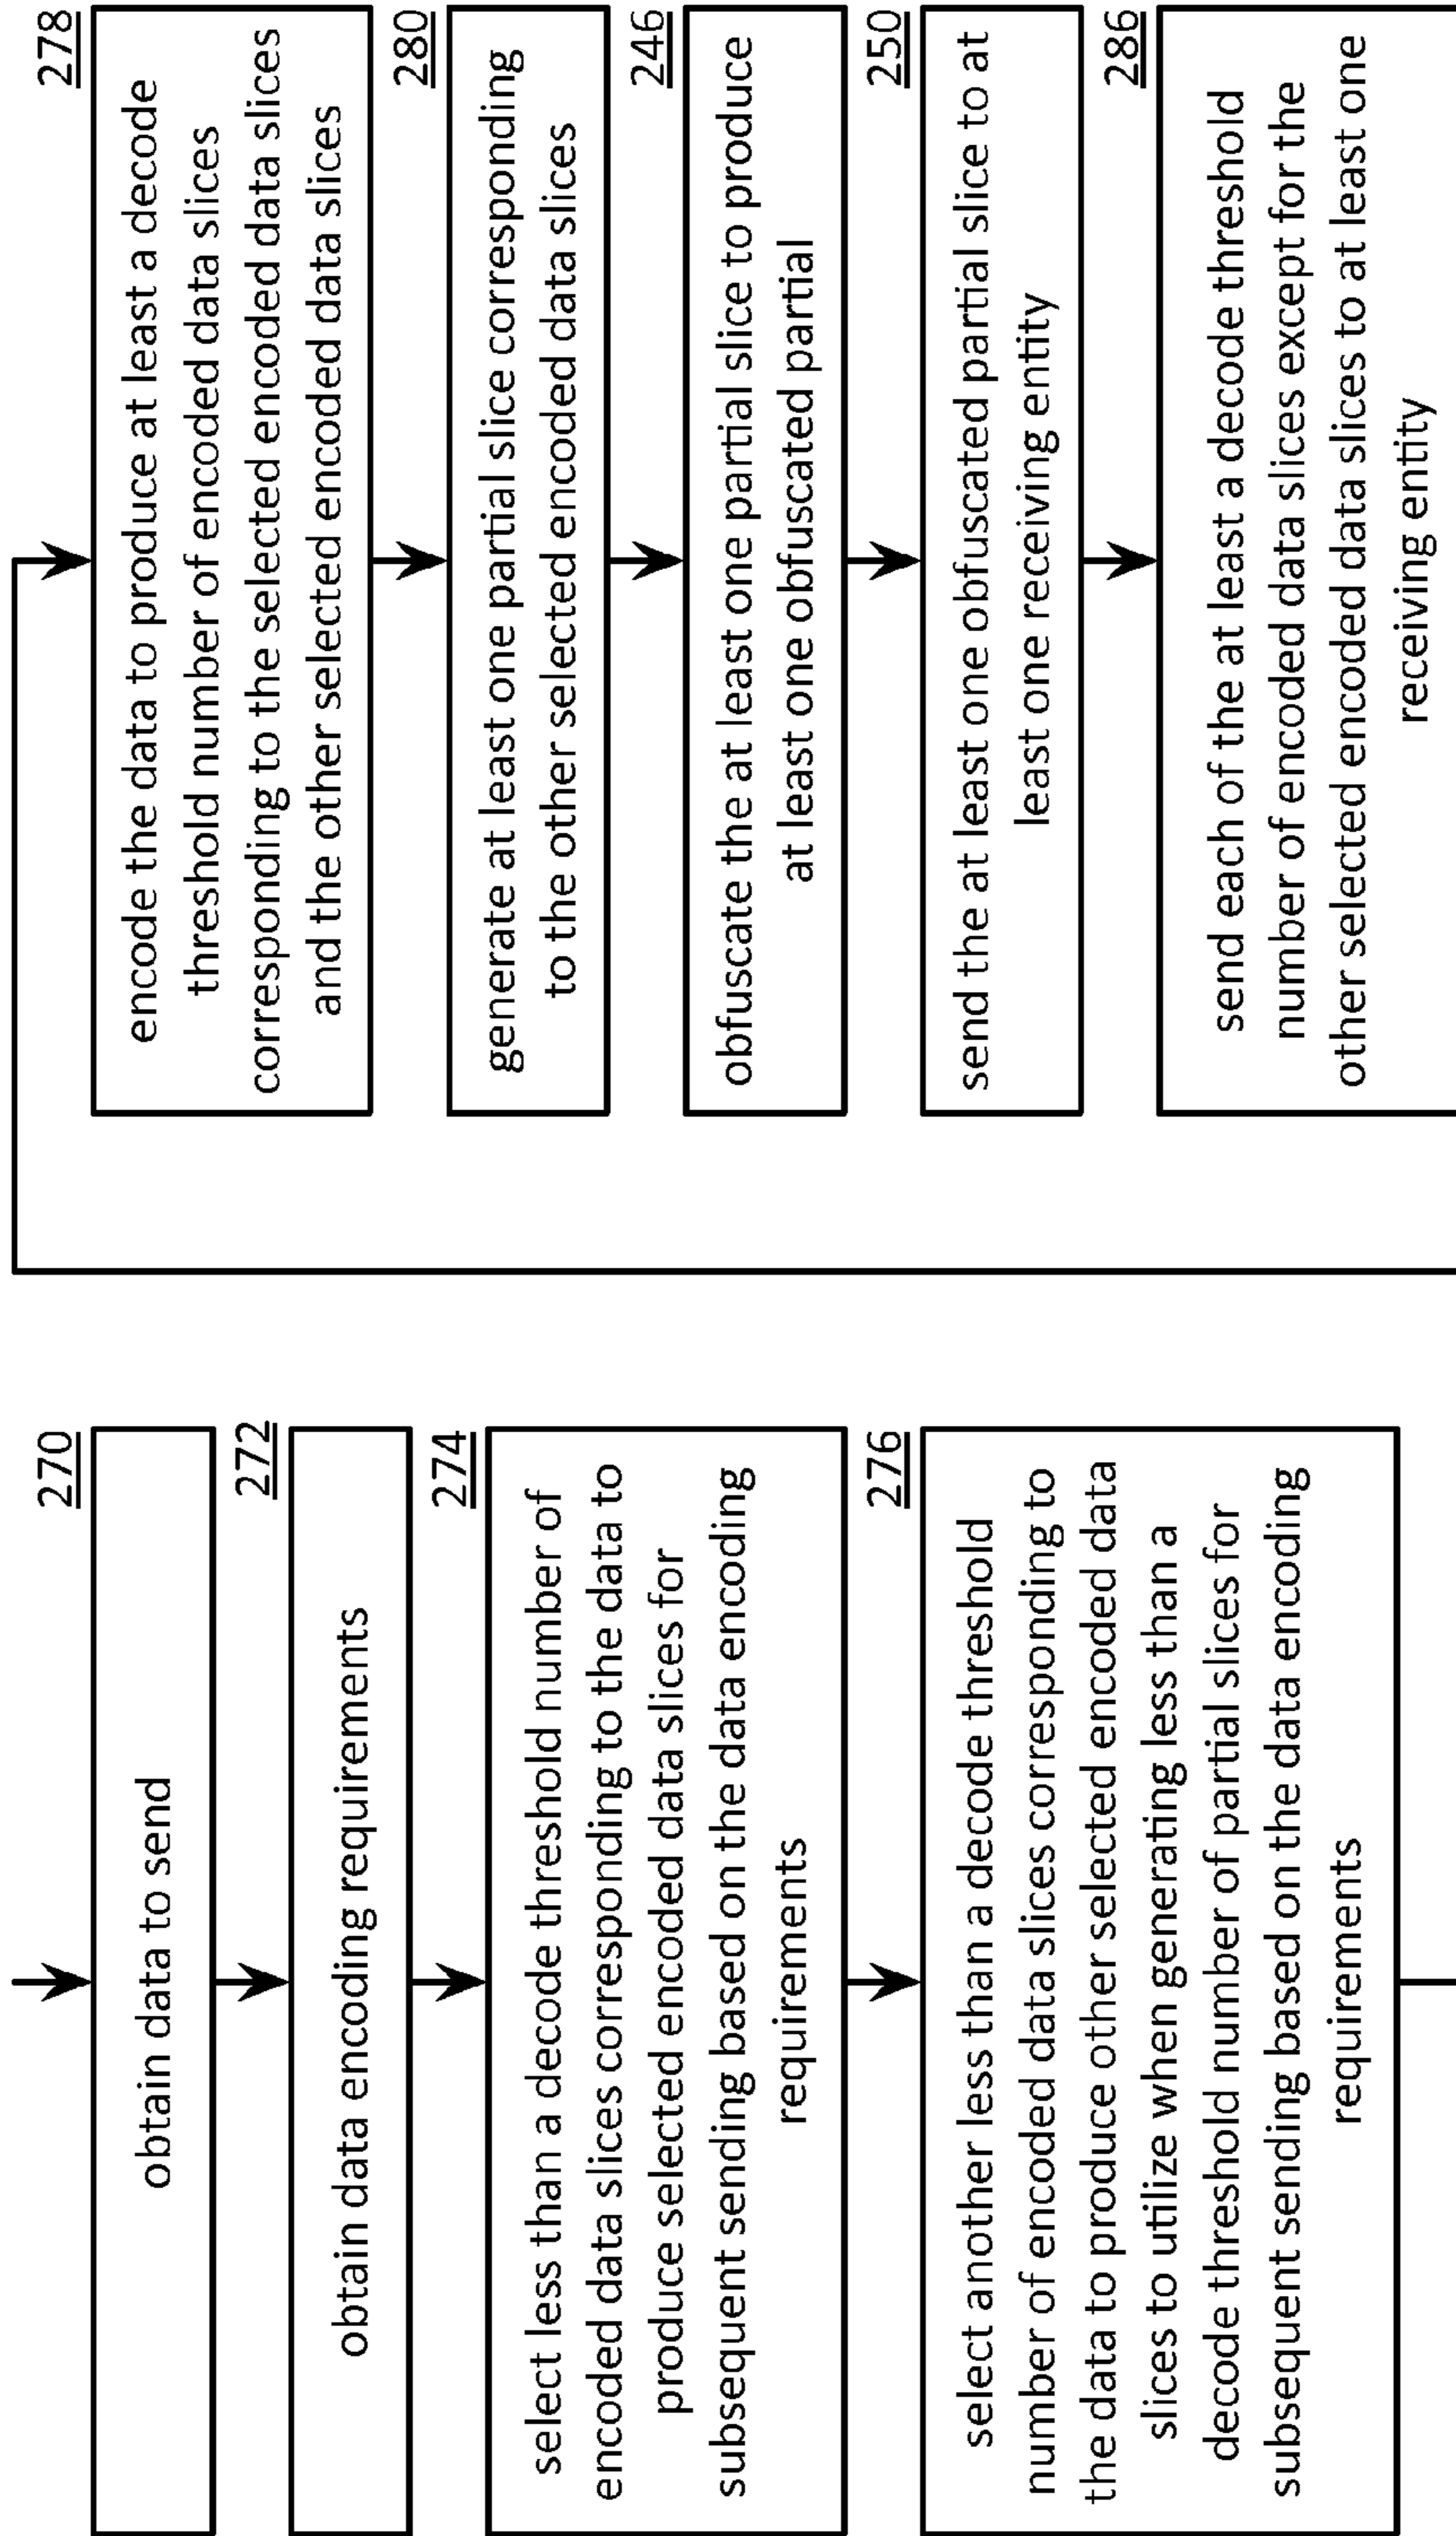 270
obtain data to send
272
obtain data encoding requirements
274
select less than a decode threshold number of
encoded data slices corresponding to the data to
produce selected encoded data slices for
subsequent sending based on the data encoding
requirements
276
select another less than a decode threshold
number of encoded data slices corresponding to
the data to produce other selected encoded data
slices to utilize when generating less than a
decode threshold number of partial slices for
subsequent sending based on the data encoding
requirements
278
encode the data to produce at least a decode
threshold number of encoded data slices
corresponding to the selected encoded data slices
and the other selected encoded data slices
280
generate at least one partial slice corresponding
to the other selected encoded data slices
246
obfuscate the at least one partial slice to produce
at least one obfuscated partial
250
send the at least one obfuscated partial slice to at
least one receiving entity
286
send each of the at least a decode threshold
number of encoded data slices except for the
other selected encoded data slices to at least one
receiving entity